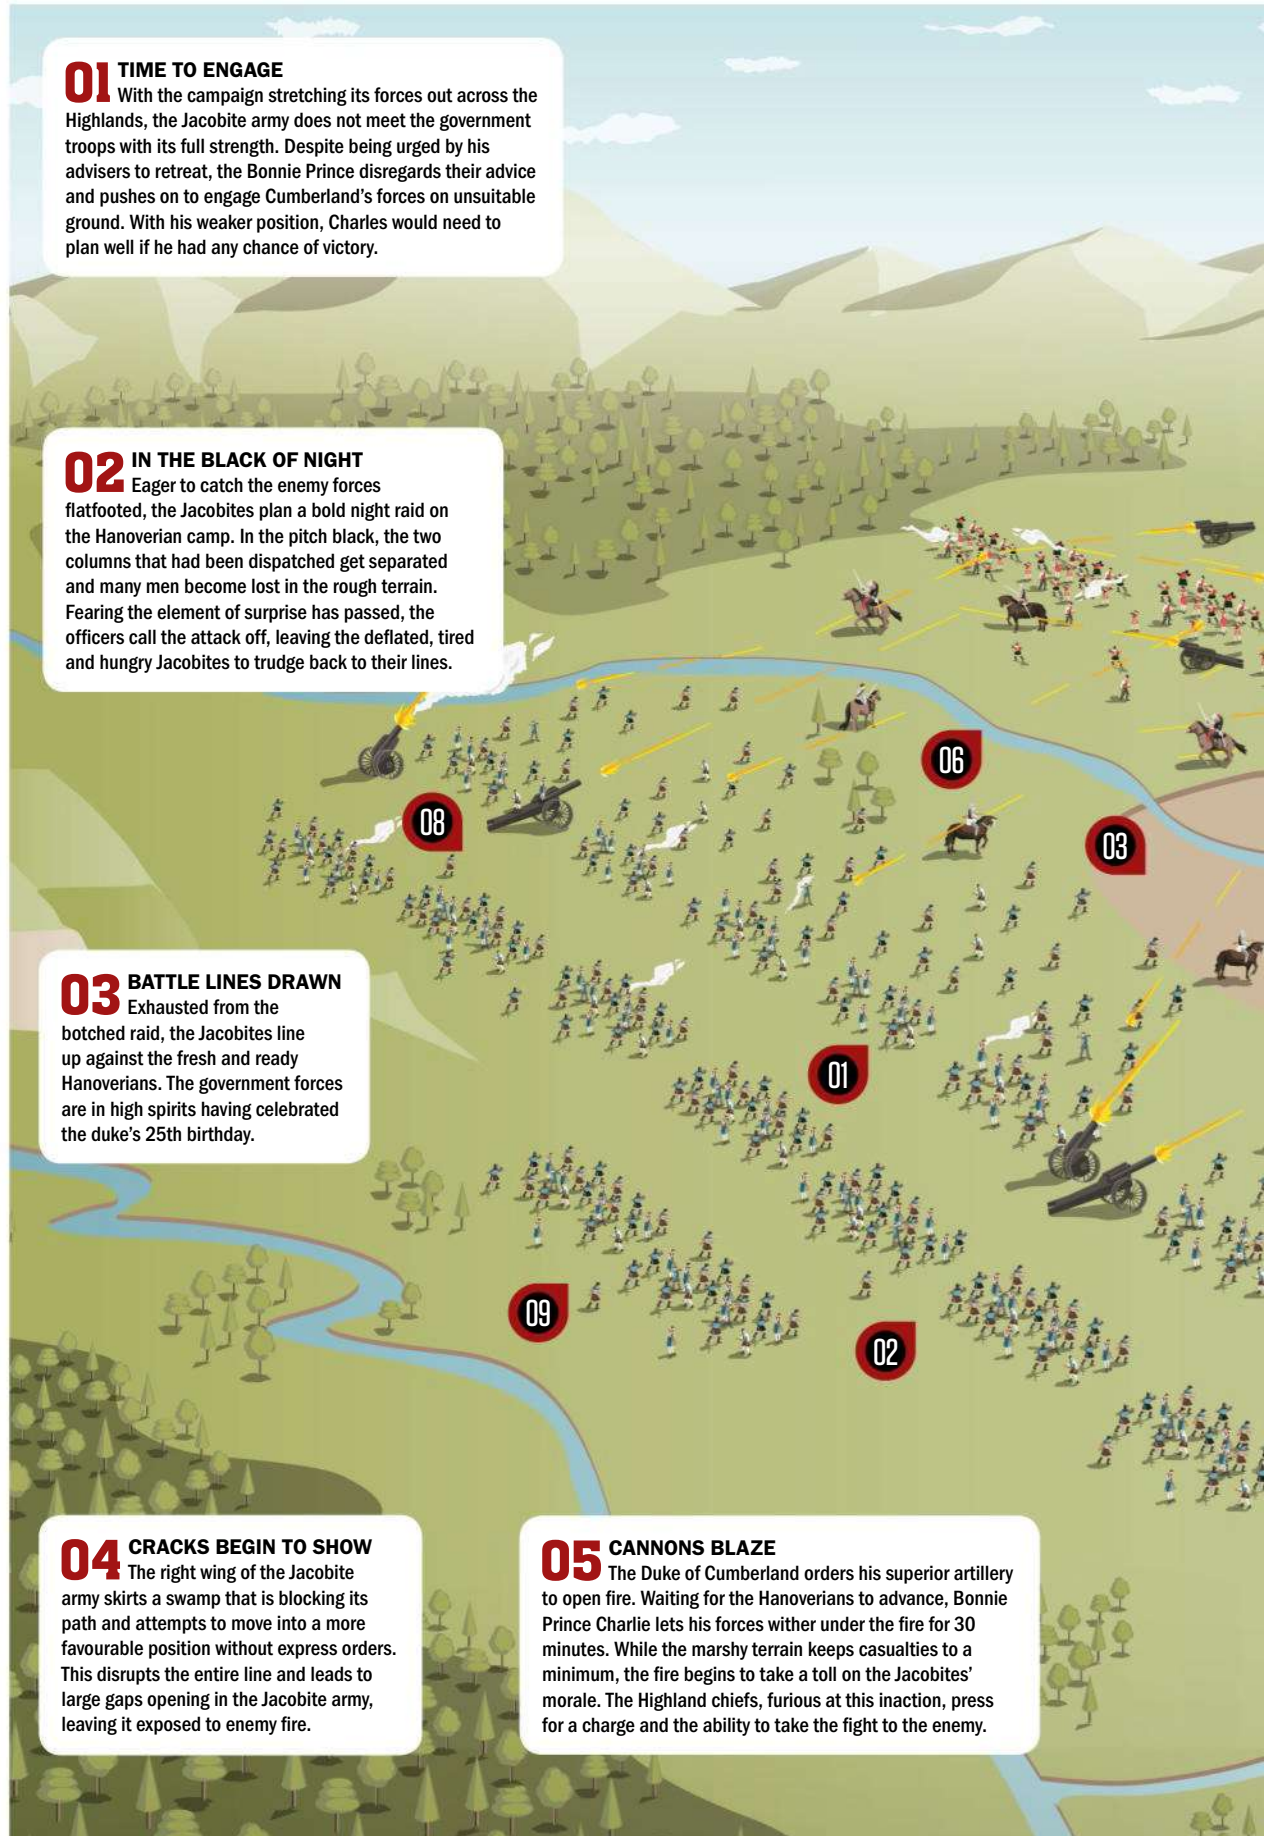 01 TIME TO ENGAGE
With the campaign stretching its forces out across the
Highlands, the Jacobite army does not meet the government
troops with its full strength. Despite being urged by his
advisers to retreat, the Bonnie Prince disregards their advice
and pushes on to engage Cumberland's forces on unsuitable
ground. With his weaker position, Charles would need to
plan well if he had any chance of victory.
02 IN THE BLACK OF NIGHT
Eager to catch the enemy forces
flatfooted, the Jacobites plan a bold night raid on
the Hanoverian camp. In the pitch black, the two
columns that had been dispatched get separated
and many men become lost in the rough terrain.
Fearing the element of surprise has passed, the
officers call the attack off, leaving the deflated, tired
and hungry Jacobites to trudge back to their lines.
06
08
03
03 BATTLE LINES DRAWN
Exhausted from the
botched raid, the Jacobites line
up against the fresh and ready
Hanoverians. The government forces
are in high spirits having celebrated
the duke's 25th birthday.
01
09
02
04 CRACKS BEGIN TO SHOW
The right wing of the Jacobite
army skirts a swamp that is blocking its
path and attempts to move into a more
favourable position without express orders.
This disrupts the entire line and leads to
large gaps opening in the Jacobite army,
leaving it exposed to enemy fire.
05 CANNONS BLAZE
The Duke of Cumberland orders his superior artillery
to open fire. Waiting for the Hanoverians to advance, Bonnie
Prince Charlie lets his forces wither under the fire for 30
minutes. While the marshy terrain keeps casualties to a
minimum, the fire begins to take a toll on the Jacobites'
morale. The Highland chiefs, furious at this inaction, press
for a charge and the ability to take the fight to the enemy.